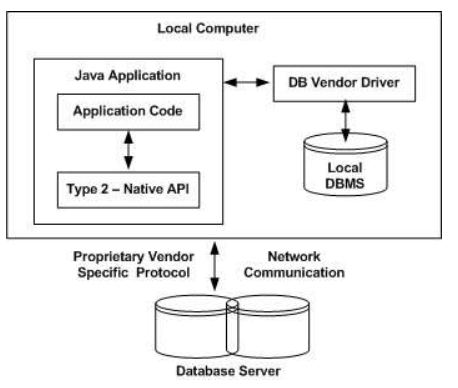 Local Computer
Java Application
Application Code
Type 2 – Native API
DB Vendor Driver
Local
DBMS
Proprietary Vendor
Specific Protocol
Network
Communication
Database Server